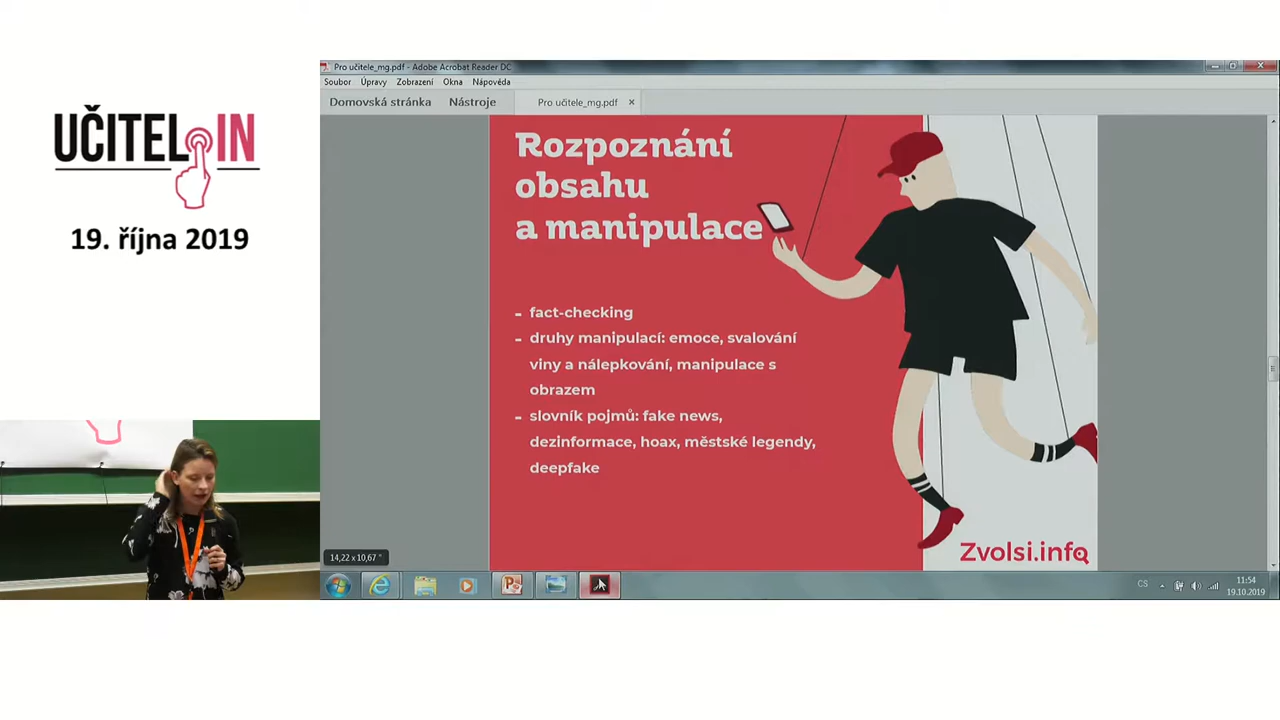 UČITEL IN
19. října 2019
Pro učitele_mg.pdf - Adobe Acrobat Reader DC
Soubor Úpravy Zobrazení Okna Nápověda
Domovská stránka Nástroje Pro učitele_mg.pdf ×
Rozpoznání
obsahu
a manipulace
- fact-checking
- druhy manipulací: emoce, svalování
viny a nálepkování, manipulace s
obrazem
- slovník pojmů: fake news,
dezinformace, hoax, městské legendy,
deepfake
Zvolsi.info
14,22 x 10,67 "
CS
11:54
19.10.2019